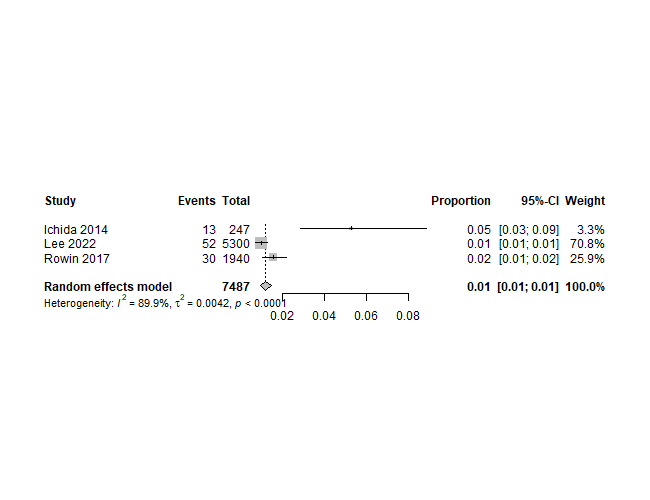 Study Events Total Proportion 95%-CI Weight
Ichida 2014 13 247 0.05 [0.03; 0.09] 3.3%
Lee 2022 52 5300 0.01 [0.01; 0.01] 70.8%
Rowin 2017 30 1940 0.02 [0.01; 0.02] 25.9%
Random effects model 7487 0.01 [0.01; 0.01] 100.0%
Heterogeneity: I² = 89.9%, τ² = 0.0042, p < 0.0001
0.02 0.04 0.06 0.08